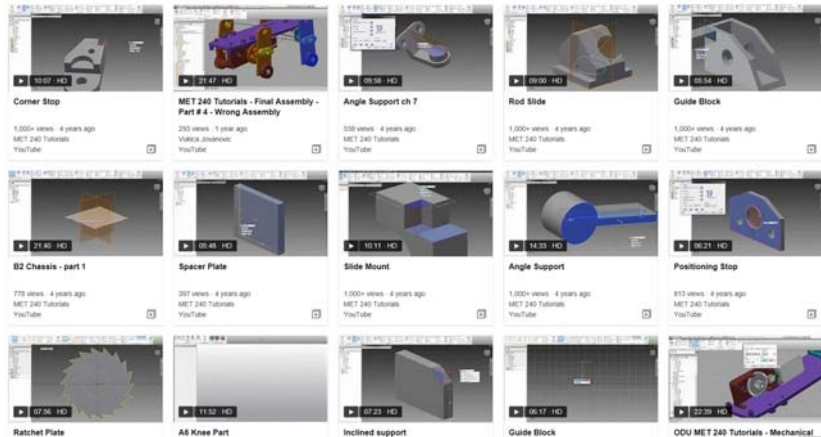 10:07 · HD
21:47 · HD
09:58 · HD
09:00 · HD
05:54 · HD
Corner Stop
MET 240 Tutorials - Final Assembly -
Part # 4 - Wrong Assembly
Angle Support ch 7
Rod Slide
Guide Block
1,000+ views · 4 years ago
MET 240 Tutorials
YouTube
293 views · 1 year ago
Vukica Jovanovic
YouTube
538 views · 4 years ago
MET 240 Tutorials
YouTube
1,000+ views · 4 years ago
MET 240 Tutorials
YouTube
1,000+ views · 4 years ago
MET 240 Tutorials
YouTube
21:40 · HD
05:48 · HD
10:11 · HD
14:33 · HD
06:21 · HD
B2 Chassis - part 1
Spacer Plate
Slide Mount
Angle Support
Positioning Stop
778 views · 4 years ago
MET 240 Tutorials
YouTube
397 views · 4 years ago
MET 240 Tutorials
YouTube
1,000+ views · 4 years ago
MET 240 Tutorials
YouTube
1,000+ views · 4 years ago
MET 240 Tutorials
YouTube
813 views · 4 years ago
MET 240 Tutorials
YouTube
07:56 · HD
11:52 · HD
07:23 · HD
06:17 · HD
22:39 · HD
Ratchet Plate
A6 Knee Part
Inclined support
Guide Block
ODU MET 240 Tutorials - Mechanical